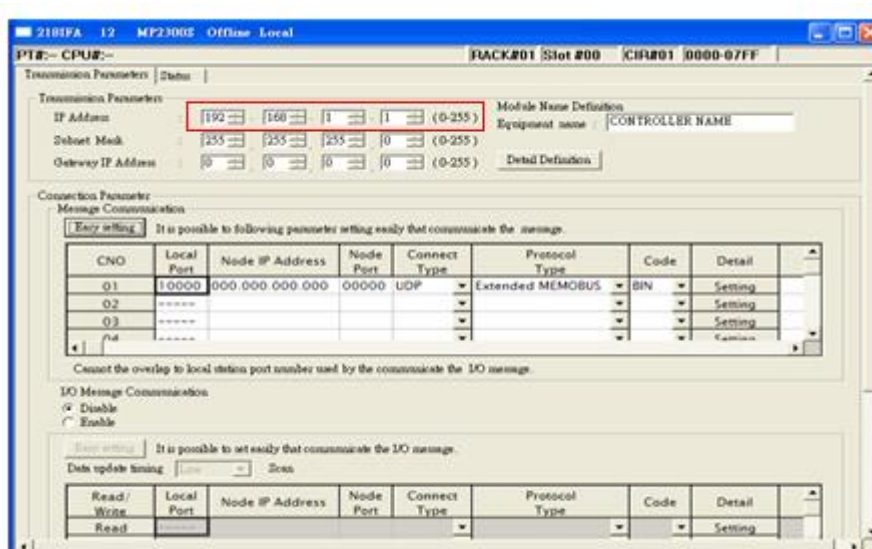 218IFA 12 MP2300S Offline Local
PT#:-- CPU#:-- RACK#01 Slot #00 CIR#01 0000-07FF
Transmission Parameters Status
Transmission Parameters
IP Address : 192 . 168 . 1 . 1 (0-255)
Module Name Definition
Equipment name : CONTROLLER NAME
Subnet Mask : 255 . 255 . 255 . 0 (0-255)
Gateway IP Address : 0 . 0 . 0 . 0 (0-255)
Detail Definition
Connection Parameter
Message Communication
Easy setting It is possible to following parameter setting easily that communicate the message.
CNO Local Port Node IP Address Node Port Connect Type Protocol Type Code Detail
01 10000 000.000.000.000 00000 UDP Extended MEMOBUS BIN Setting
02 ----- Setting
03 ----- Setting
04 Setting
Cannot the overlap to local station port number used by the communicate the I/O message.
I/O Message Communication
Disable
Enable
Easy setting It is possible to set easily that communicate the I/O message.
Data update timing Low Scan
Read/Write Local Port Node IP Address Node Port Connect Type Protocol Type Code Detail
Read ----- Setting